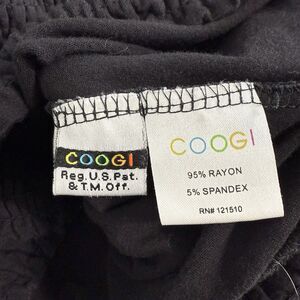 COOGI
Reg. U.S. Pat.
& T.M. Off.
COOGI
95% RAYON
5% SPANDEX
RN# 121510